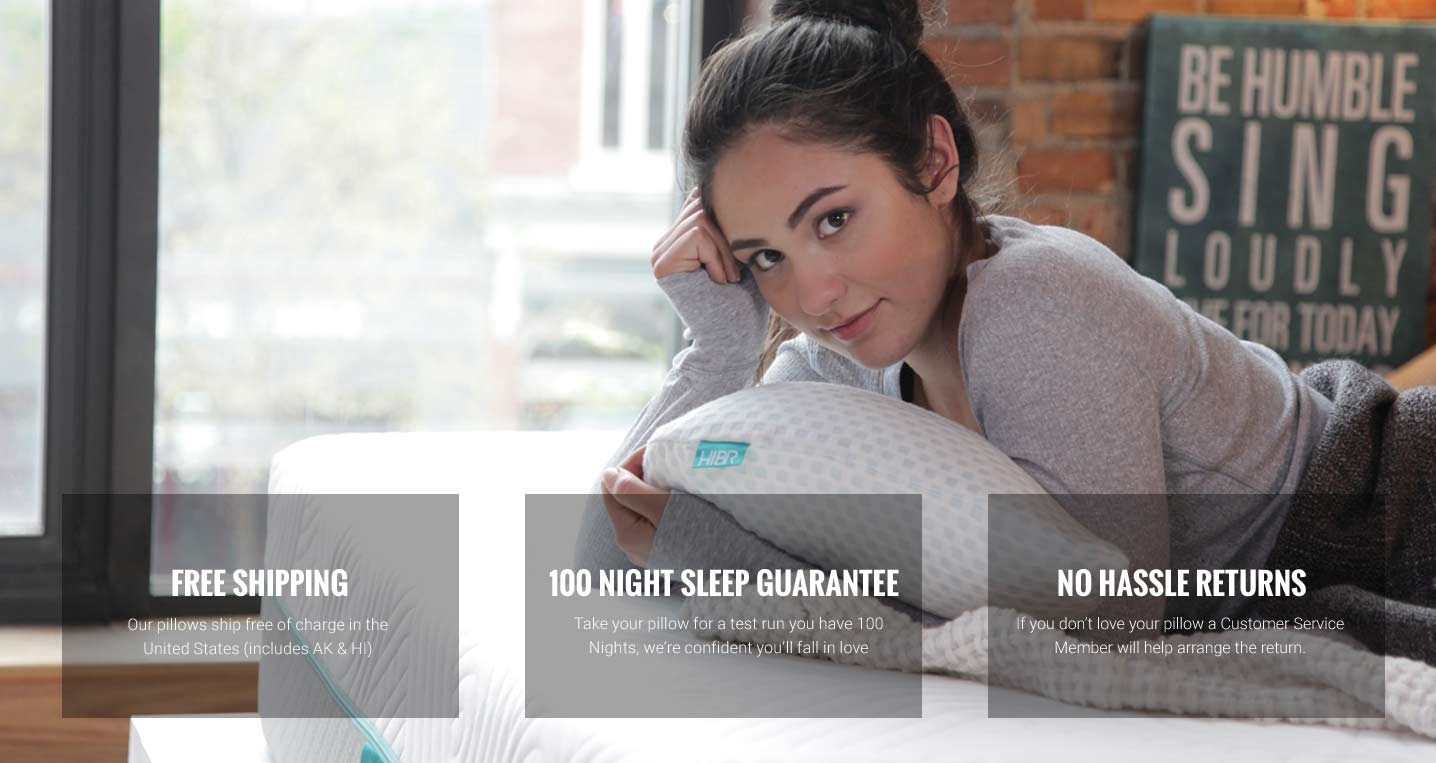 BE HUMBLE
SING
LOUDLY
FOR TODAY
HIBR
FREE SHIPPING
Our pillows ship free of charge in the
United States (includes AK & HI)
100 NIGHT SLEEP GUARANTEE
Take your pillow for a test run you have 100
Nights, we're confident you'll fall in love
NO HASSLE RETURNS
If you don't love your pillow a Customer Service
Member will help arrange the return.